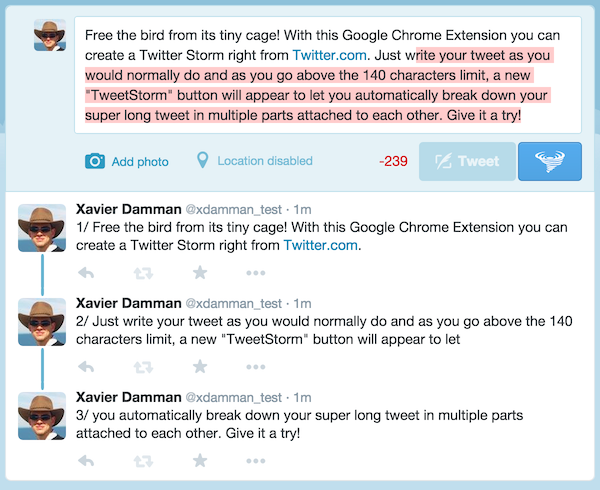 Free the bird from its tiny cage! With this Google Chrome Extension you can
create a Twitter Storm right from Twitter.com. Just write your tweet as you
would normally do and as you go above the 140 characters limit, a new
"TweetStorm" button will appear to let you automatically break down your
super long tweet in multiple parts attached to each other. Give it a try!
Add photo Location disabled -239 Tweet
Xavier Damman @xdamman_test · 1m
1/ Free the bird from its tiny cage! With this Google Chrome Extension you can
create a Twitter Storm right from Twitter.com.
Xavier Damman @xdamman_test · 1m
2/ Just write your tweet as you would normally do and as you go above the 140
characters limit, a new "TweetStorm" button will appear to let
Xavier Damman @xdamman_test · 1m
3/ you automatically break down your super long tweet in multiple parts
attached to each other. Give it a try!